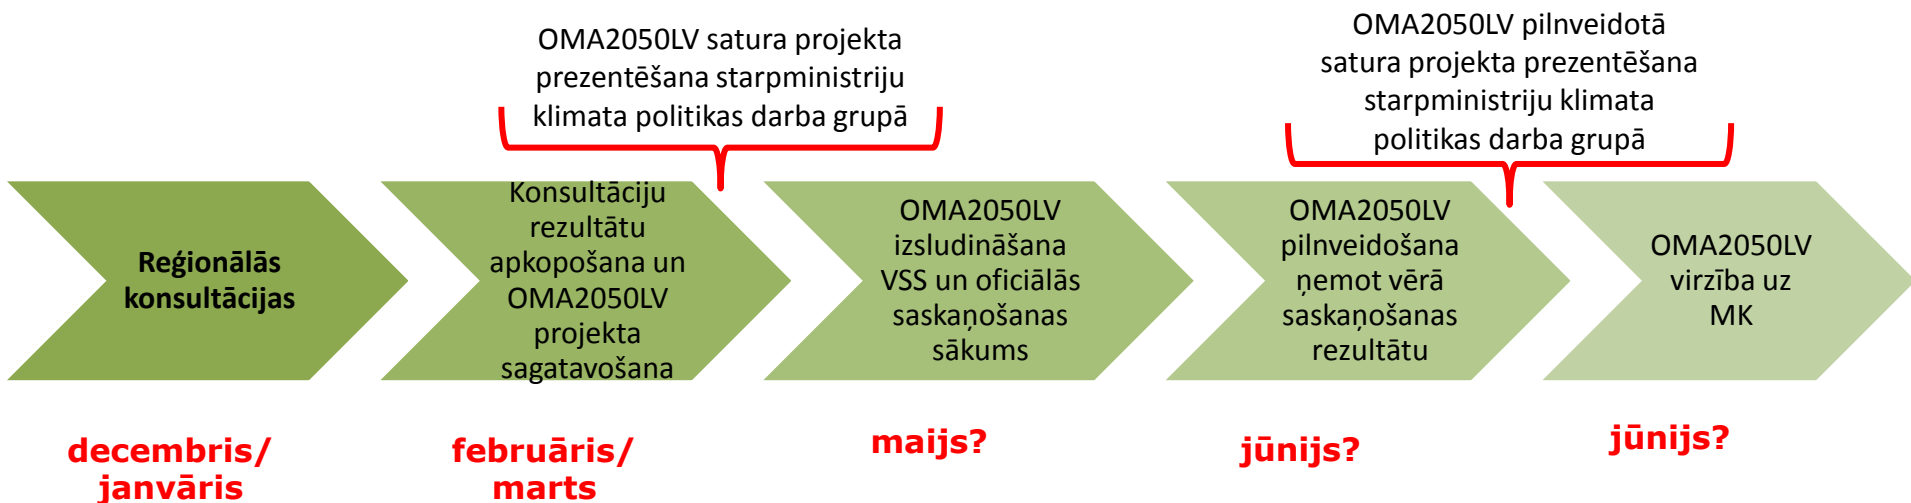 OMA2050LV satura projekta
prezentēšana starpministriju
klimata politikas darba grupā
OMA2050LV pilnveidotā
satura projekta prezentēšana
starpministriju klimata
politikas darba grupā
Reģionālās
konsultācijas
Konsultāciju
rezultātu
apkopošana un
OMA2050LV
projekta
sagatavošana
OMA2050LV
izsludināšana
VSS un oficiālās
saskaņošanas
sākums
OMA2050LV
pilnveidošana
ņemot vērā
saskaņošanas
rezultātu
OMA2050LV
virzība uz
MK
decembris/
janvāris
februāris/
marts
maijs?
jūnijs?
jūnijs?